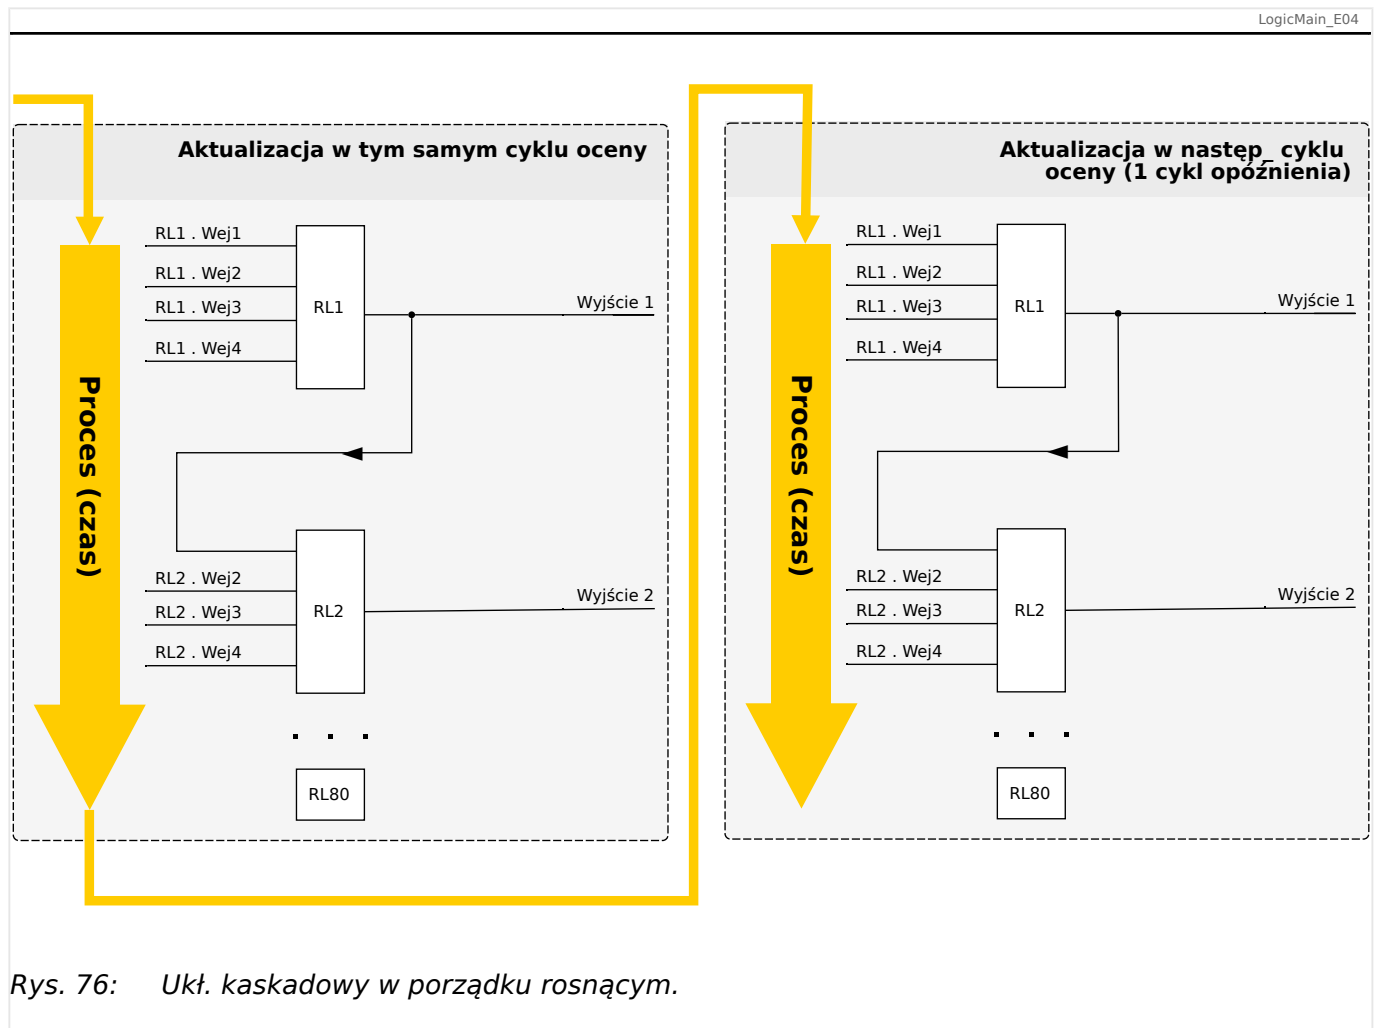 LogicMain_E04
Aktualizacja w tym samym cyklu oceny
RL1 . Wej1
RL1 . Wej2
RL1 . Wej3
RL1 . Wej4
RL1
Wyjście 1
Proces (czas)
RL2 . Wej2
RL2 . Wej3
RL2 . Wej4
RL2
Wyjście 2
. . .
RL80
Aktualizacja w następ_ cyklu
oceny (1 cykl opóźnienia)
RL1 . Wej1
RL1 . Wej2
RL1 . Wej3
RL1 . Wej4
RL1
Wyjście 1
Proces (czas)
RL2 . Wej2
RL2 . Wej3
RL2 . Wej4
RL2
Wyjście 2
. . .
RL80
Rys. 76: Ukł. kaskadowy w porządku rosnącym.